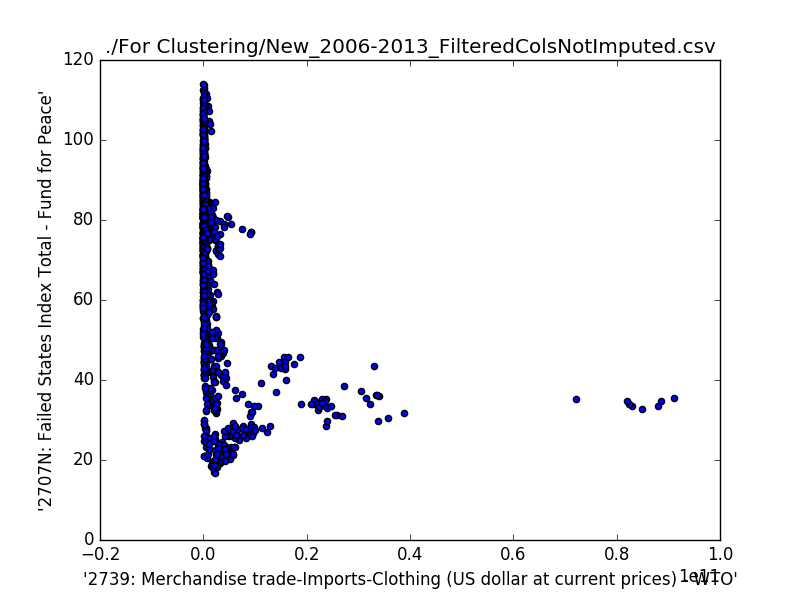 ./For Clustering/New_2006-2013_FilteredColsNotImputed.csv
120
100
80
60
40
20
0
'2707N: Failed States Index Total - Fund for Peace'
−0.2 0.0 0.2 0.4 0.6 0.8 1.0
1e11
'2739: Merchandise trade-Imports-Clothing (US dollar at current prices) - WTO'